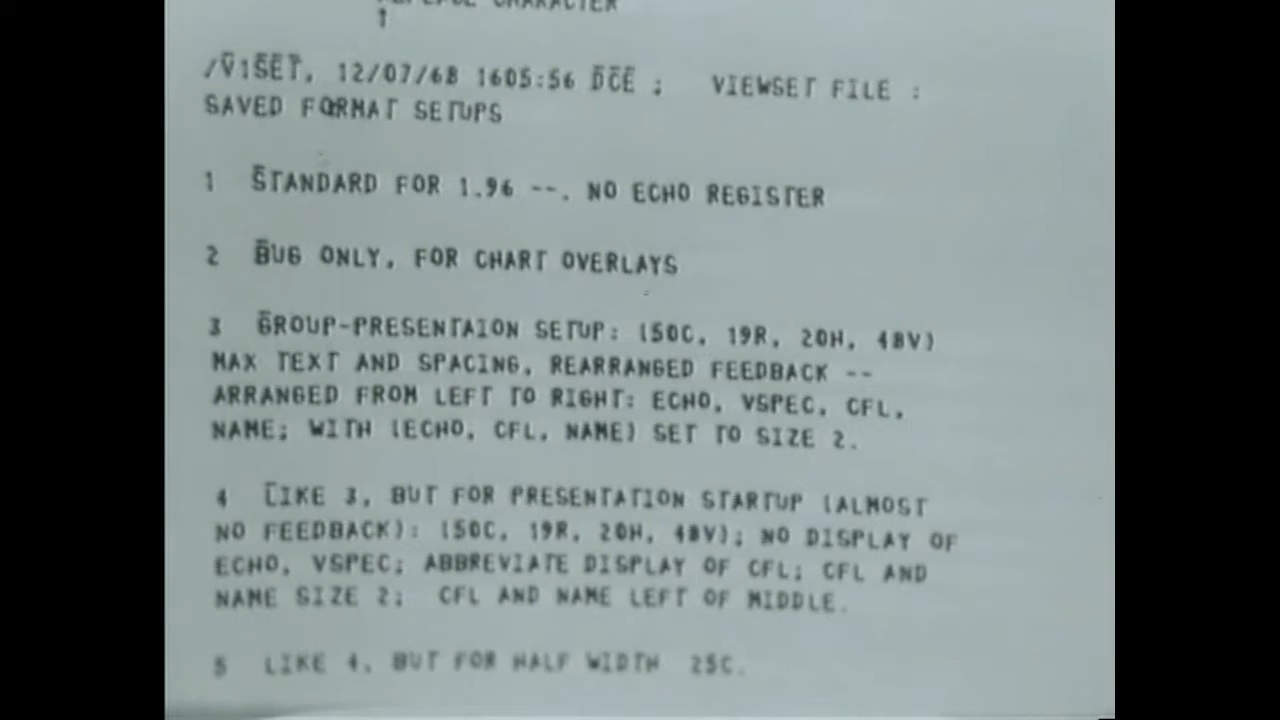 REPLACE CHARACTER
↑
/V1SET, 12/07/68 1605:56 DCE ; VIEWSET FILE :
SAVED FORMAT SETUPS
1 STANDARD FOR 1.96 --. NO ECHO REGISTER
2 BUG ONLY, FOR CHART OVERLAYS
3 GROUP-PRESENTAION SETUP: (50C, 19R, 20H, 48V)
MAX TEXT AND SPACING, REARRANGED FEEDBACK --
ARRANGED FROM LEFT TO RIGHT: ECHO, VSPEC, CFL,
NAME; WITH (ECHO, CFL, NAME) SET TO SIZE 2.
4 LIKE 3, BUT FOR PRESENTATION STARTUP (ALMOST
NO FEEDBACK): (50C, 19R, 20H, 48V); NO DISPLAY OF
ECHO, VSPEC; ABBREVIATE DISPLAY OF CFL; CFL AND
NAME SIZE 2; CFL AND NAME LEFT OF MIDDLE.
5 LIKE 4, BUT FOR HALF WIDTH 25C.